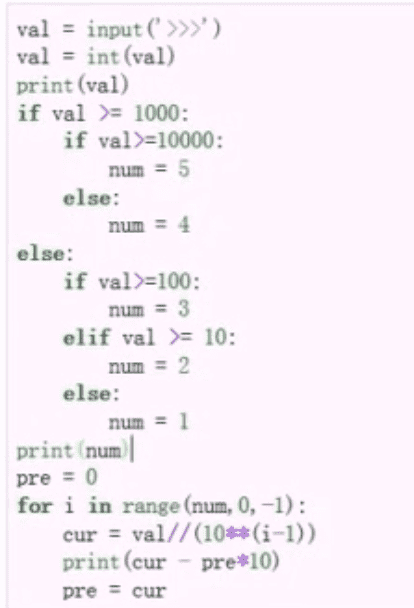 val = input('>>>')
val = int(val)
print(val)
if val >= 1000:
    if val>=10000:
        num = 5
    else:
        num = 4
else:
    if val>=100:
        num = 3
    elif val >= 10:
        num = 2
    else:
        num = 1
print(num)
pre = 0
for i in range(num,0,-1):
    cur = val//(10**(i-1))
    print(cur - pre*10)
    pre = cur